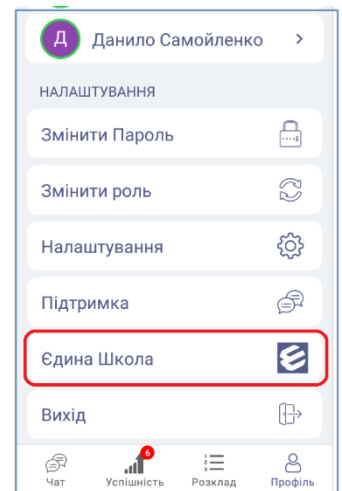 Д Данило Самойленко
НАЛАШТУВАННЯ
Змінити Пароль
Змінити роль
Налаштування
Підтримка
Єдина Школа
Вихід
6
Чат Успішність Розклад Профіль